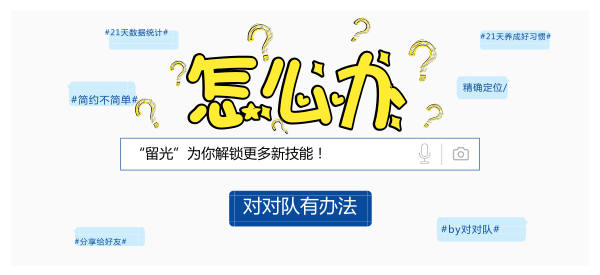 #21天数据统计#
#21天养成好习惯#
怎么办
#简约不简单#
精确定位/
“留光”为你解锁更多新技能！
对对队有办法
#by对对队#
#分享给好友#